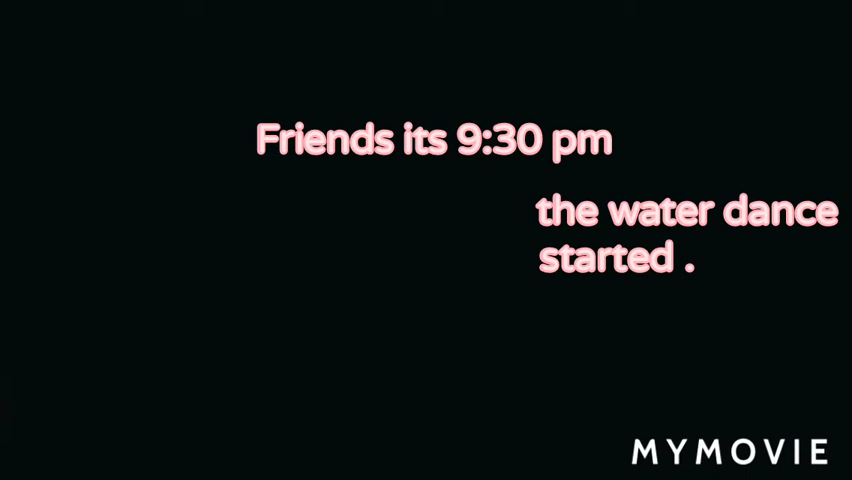 Friends its 9:30 pm
the water dance
started .
MYMOVIE